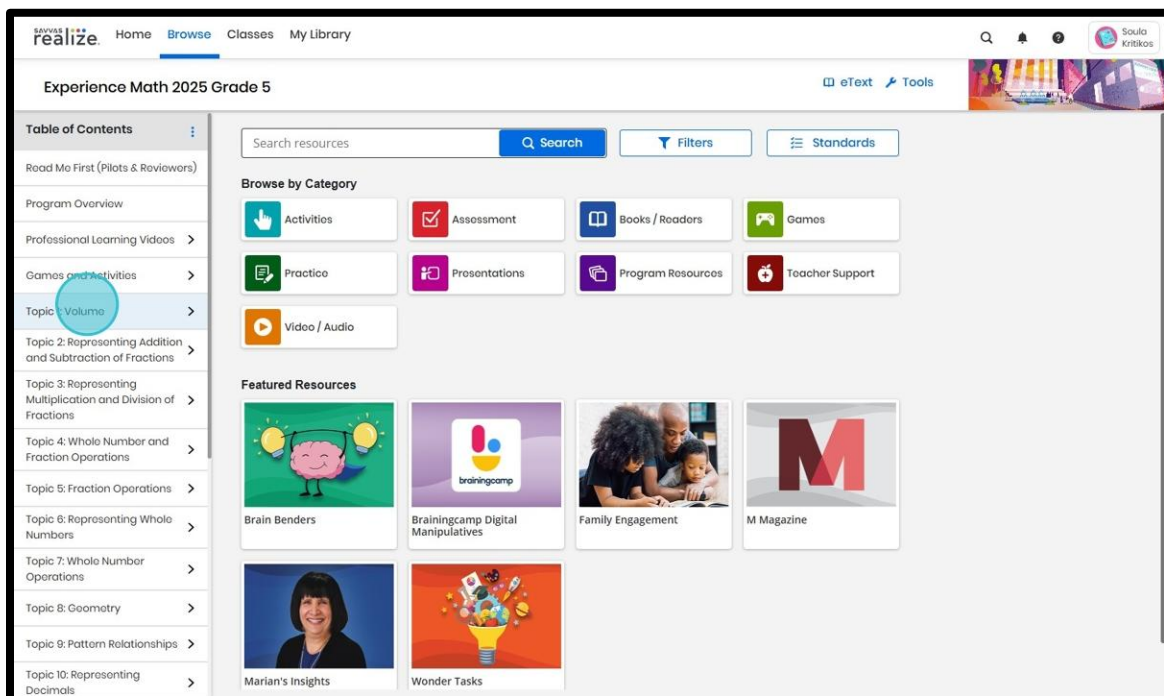 savvas
realize.
Home Browse Classes My Library
Soula
Kritikos
Experience Math 2025 Grade 5
eText Tools
Table of Contents
Read Me First (Pilots & Reviewers)
Program Overview
Professional Learning Videos
Games and Activities
Topic 1: Volume
Topic 2: Representing Addition
and Subtraction of Fractions
Topic 3: Representing
Multiplication and Division of
Fractions
Topic 4: Whole Number and
Fraction Operations
Topic 5: Fraction Operations
Topic 6: Representing Whole
Numbers
Topic 7: Whole Number
Operations
Topic 8: Geometry
Topic 9: Pattern Relationships
Topic 10: Representing
Decimals
Search resources
Search
Filters
Standards
Browse by Category
Activities
Assessment
Books / Readers
Games
Practice
Presentations
Program Resources
Teacher Support
Video / Audio
Featured Resources
Brain Benders
brainingcamp
Brainingcamp Digital
Manipulatives
Family Engagement
M
M Magazine
Marian's Insights
Wonder Tasks